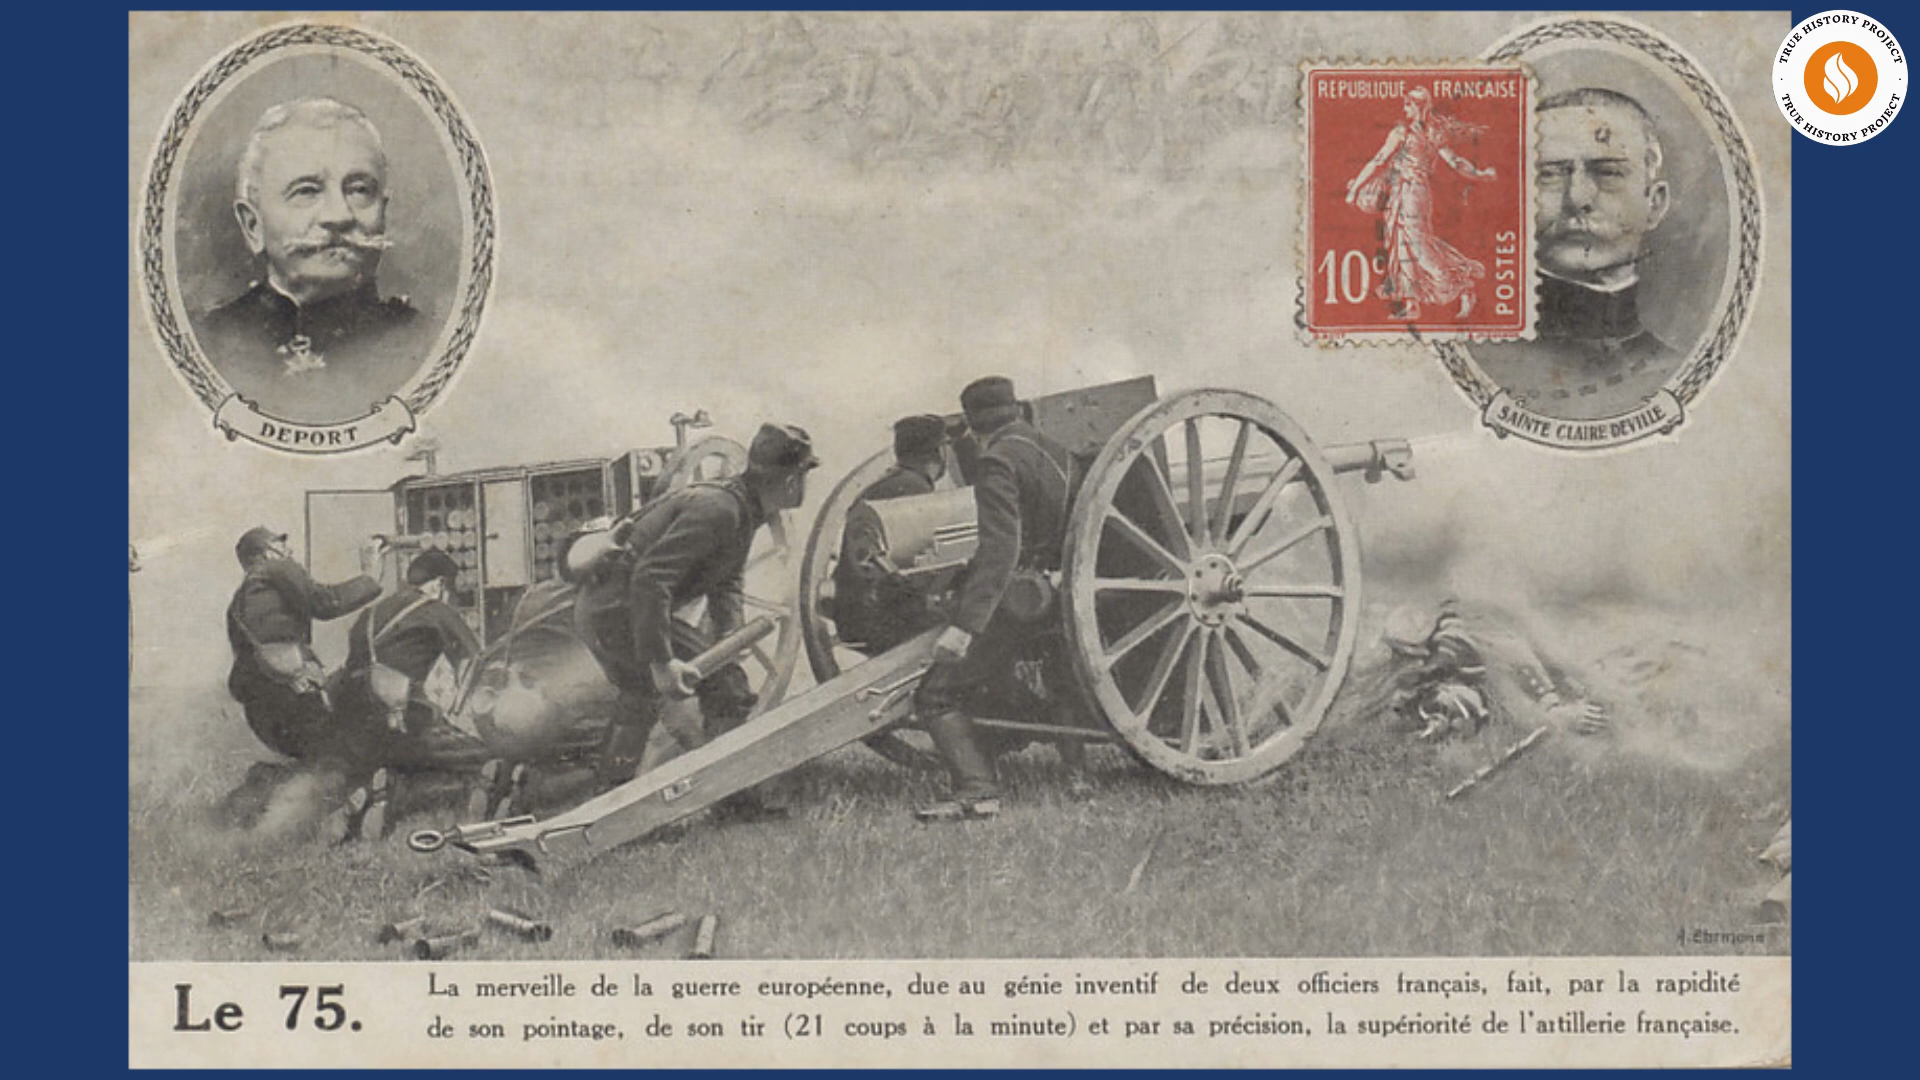 TRUE HISTORY PROJECT
TRUE HISTORY PROJECT
REPUBLIQUE FRANÇAISE
10c
POSTES
DEPORT
SAINTE CLAIRE DEVILLE
Le 75.
La merveille de la guerre européenne, due au génie inventif de deux officiers français, fait, par la rapidité
de son pointage, de son tir (21 coups à la minute) et par sa précision, la supériorité de l'artillerie française.